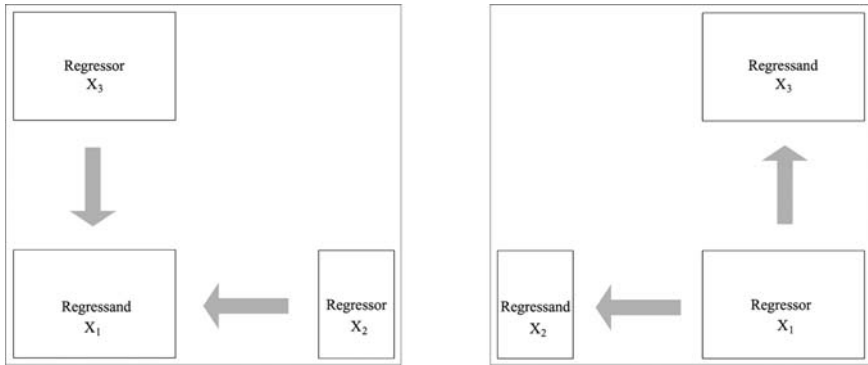 Regressor
X₃
Regressand
X₁
Regressor
X₂
Regressand
X₃
Regressand
X₂
Regressor
X₁